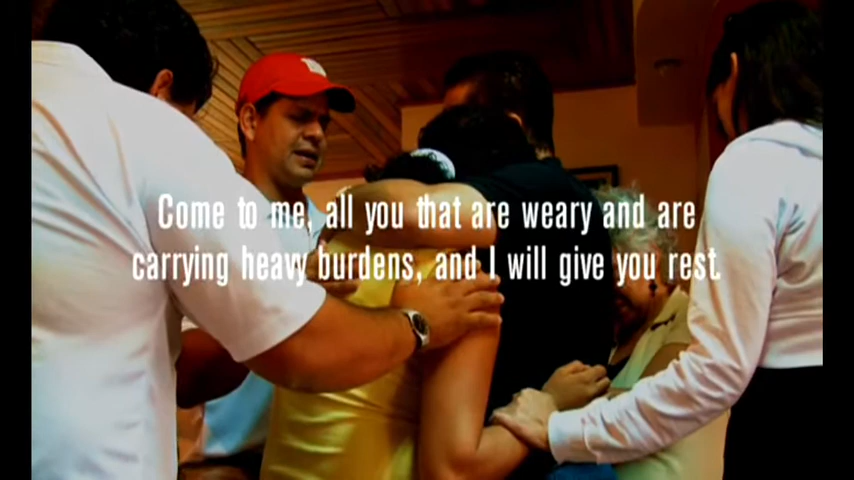 Come to me, all you that are weary and are
carrying heavy burdens, and I will give you rest.